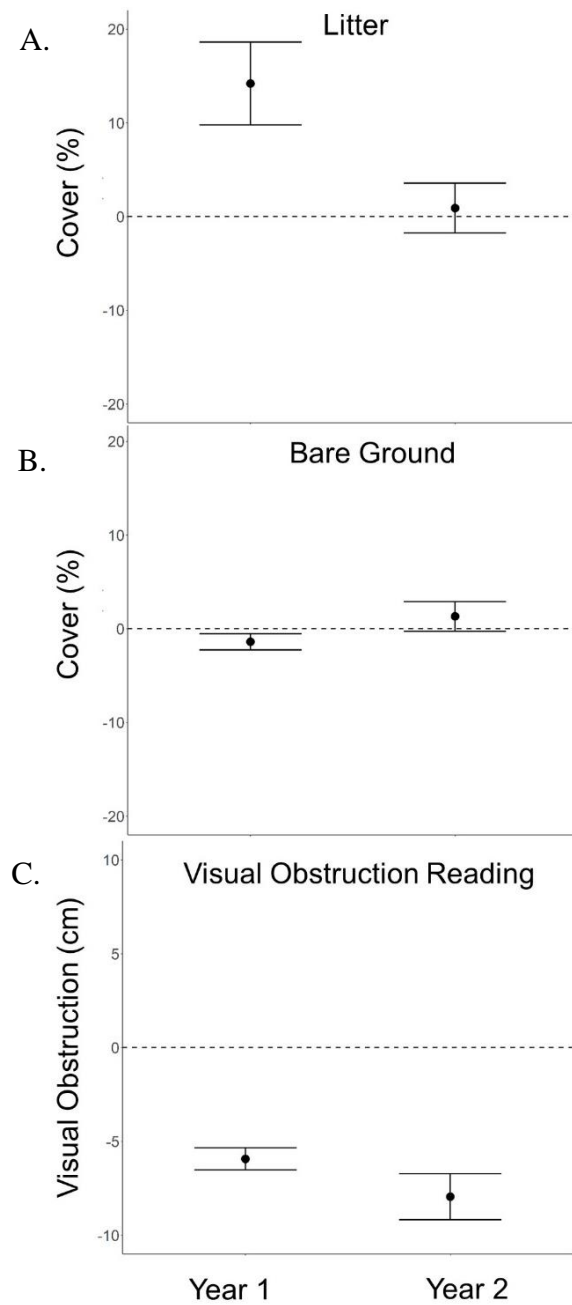 A.
Litter
Cover (%)
20
10
0
-10
-20
B.
Bare Ground
Cover (%)
20
10
0
-10
-20
C.
Visual Obstruction Reading
Visual Obstruction (cm)
10
5
0
-5
-10
Year 1 Year 2